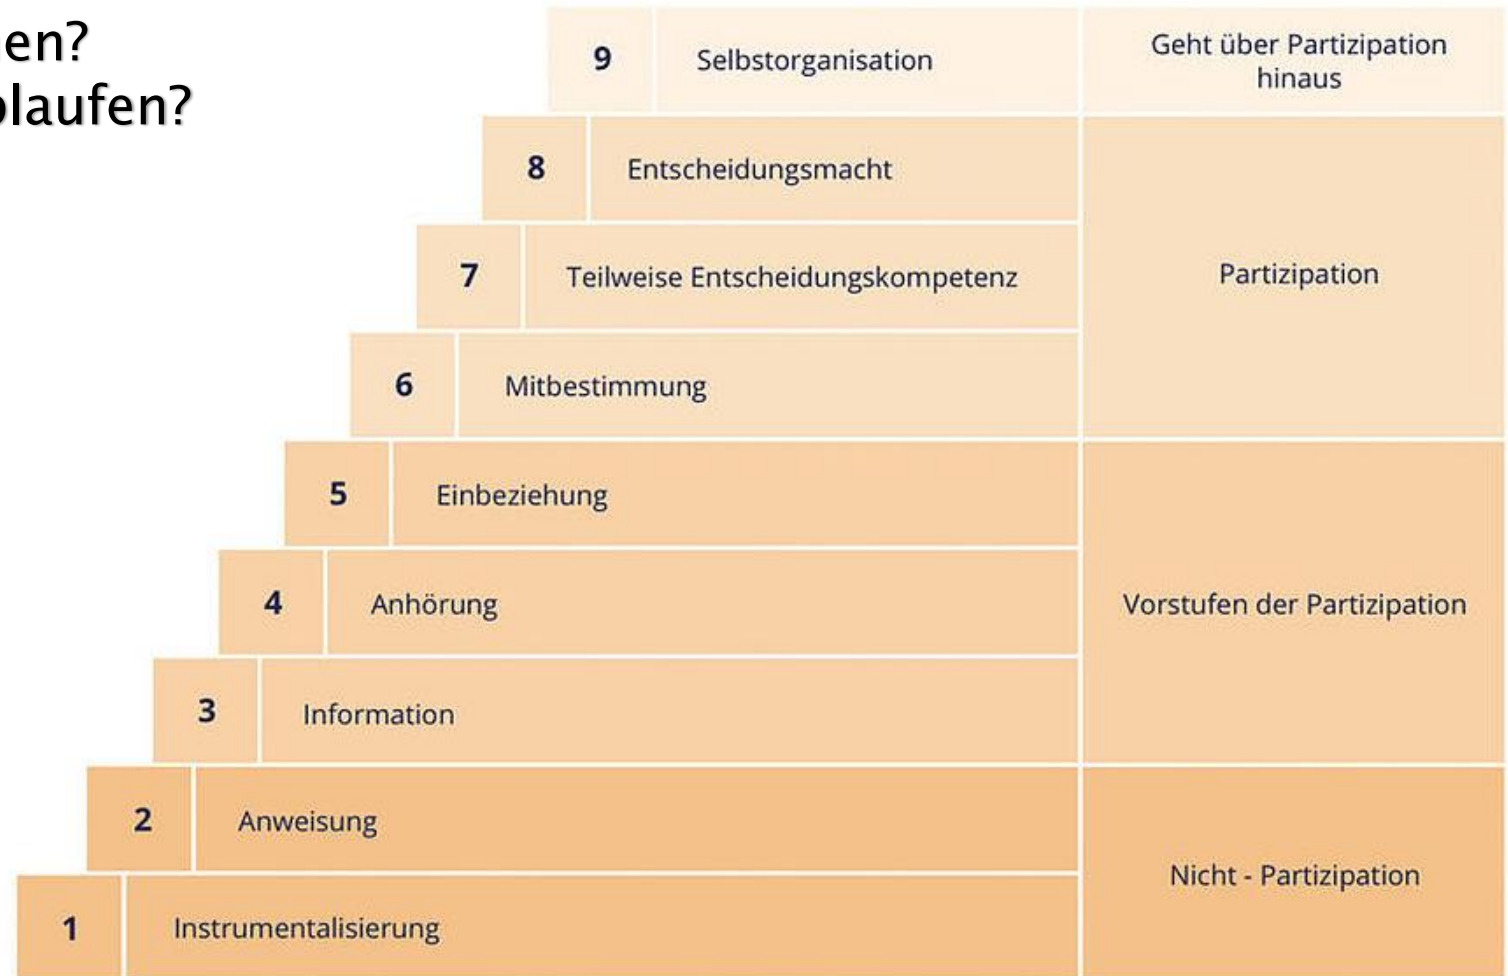 en?
laufen?
9 Selbstorganisation Geht über Partizipation
hinaus
8 Entscheidungsmacht
7 Teilweise Entscheidungskompetenz Partizipation
6 Mitbestimmung
5 Einbeziehung
4 Anhörung Vorstufen der Partizipation
3 Information
2 Anweisung
Nicht - Partizipation
1 Instrumentalisierung